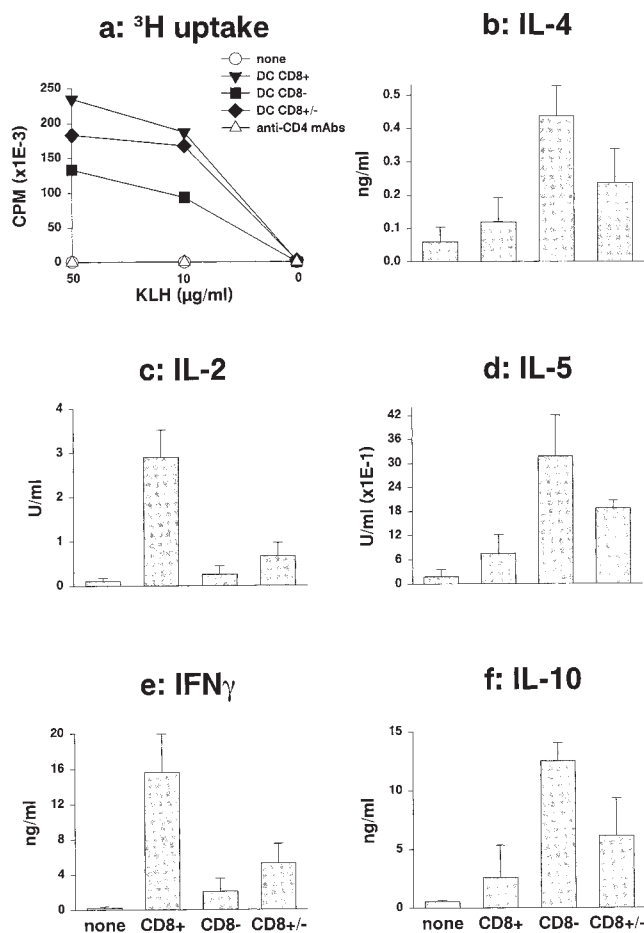 a: ³H uptake
none
DC CD8+
DC CD8-
DC CD8+/-
anti-CD4 mAbs
CPM (x1E-3)
250
200
150
100
50
0
50
10
0
KLH (µg/ml)
b: IL-4
ng/ml
0.5
0.4
0.2
0.1
0.0
c: IL-2
U/ml
4
3
2
1
0
d: IL-5
U/ml (x1E-1)
42
36
30
24
18
12
6
0
e: IFNγ
ng/ml
20
16
12
8
4
0
none CD8+ CD8- CD8+/-
f: IL-10
ng/ml
15
10
5
0
none CD8+ CD8- CD8+/-